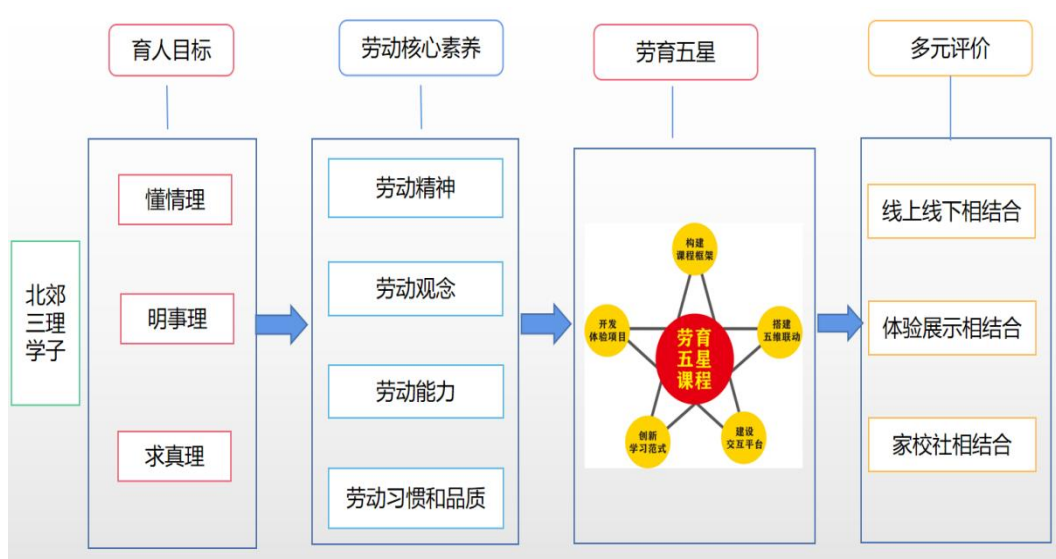 育人目标
劳动核心素养
劳育五星
多元评价
北郊
三理
学子
懂情理
明事理
求真理
劳动精神
劳动观念
劳动能力
劳动习惯和品质
构建
课程框架
开发
体验项目
搭建
五维联动
劳育
五星
课程
创新
学习范式
建设
交互平台
线上线下相结合
体验展示相结合
家校社相结合